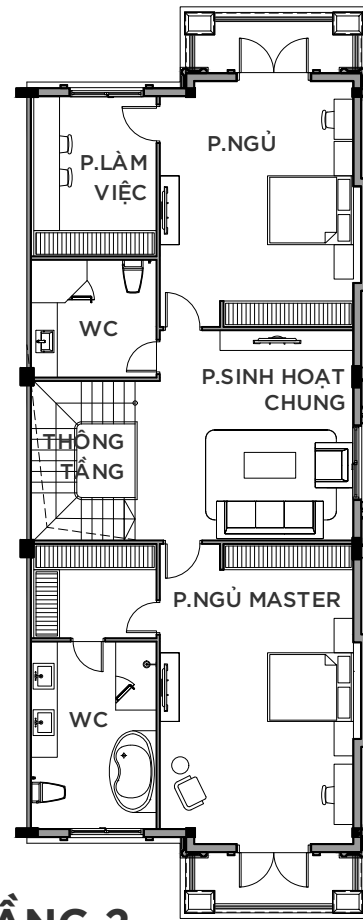 P.NGỦ
P.LÀM
VIỆC
WC
P.SINH HOẠT
CHUNG
THÔNG
TẦNG
P.NGỦ MASTER
WC